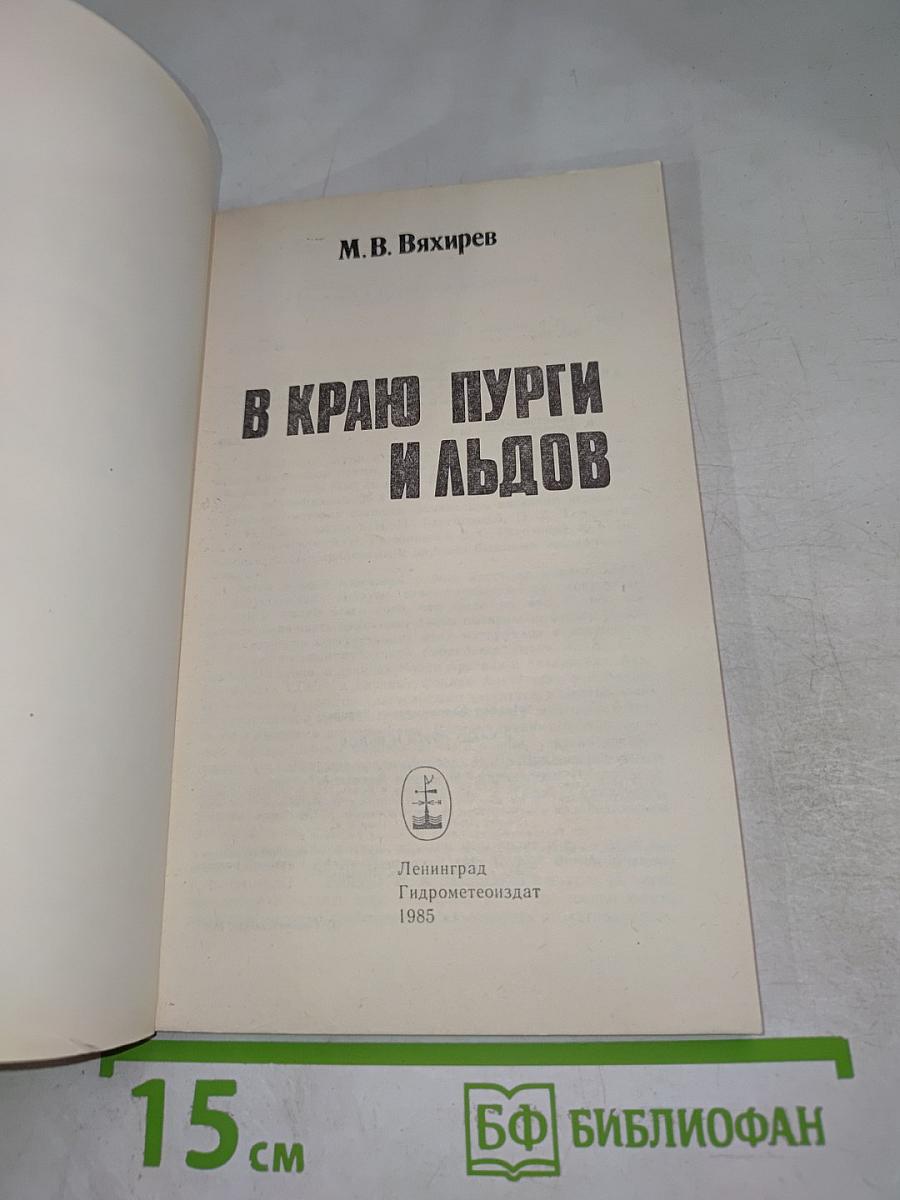 М. В. Вяхирев
В КРАЮ ПУРГИ
И ЛЬДОВ
Ленинград
Гидрометеоиздат
1985
15 см
БФ БИБЛИОФАН